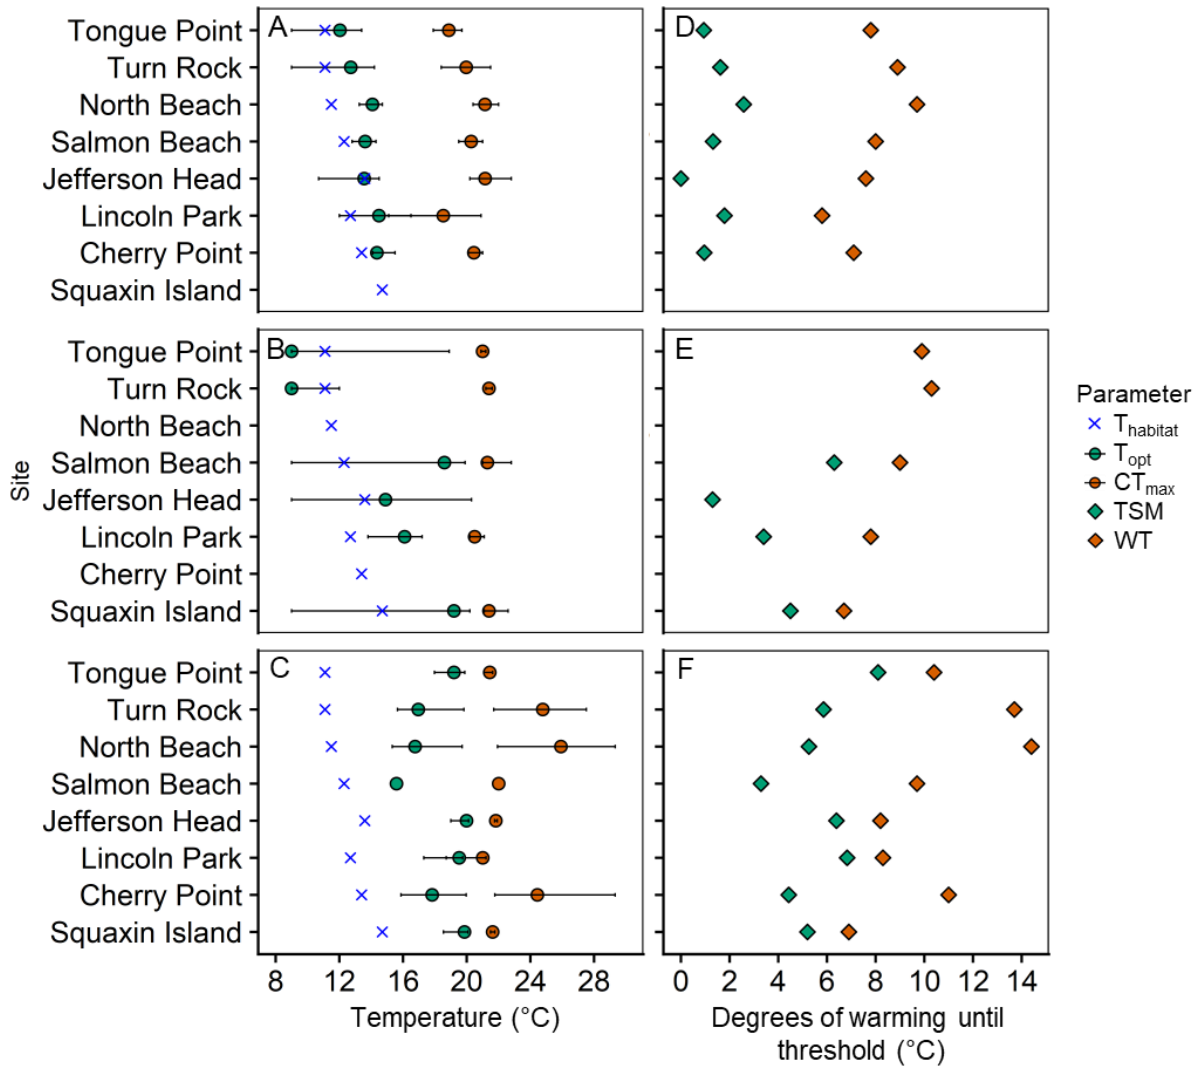 A
D
Tongue Point
Turn Rock
North Beach
Salmon Beach
Jefferson Head
Lincoln Park
Cherry Point
Squaxin Island
B
E
Tongue Point
Turn Rock
North Beach
Salmon Beach
Jefferson Head
Lincoln Park
Cherry Point
Squaxin Island
Site
C
F
Tongue Point
Turn Rock
North Beach
Salmon Beach
Jefferson Head
Lincoln Park
Cherry Point
Squaxin Island
8 12 16 20 24 28
Temperature (°C)
0 2 4 6 8 10 12 14
Degrees of warming until
threshold (°C)
Parameter
Thabitat
Topt
CTmax
TSM
WT